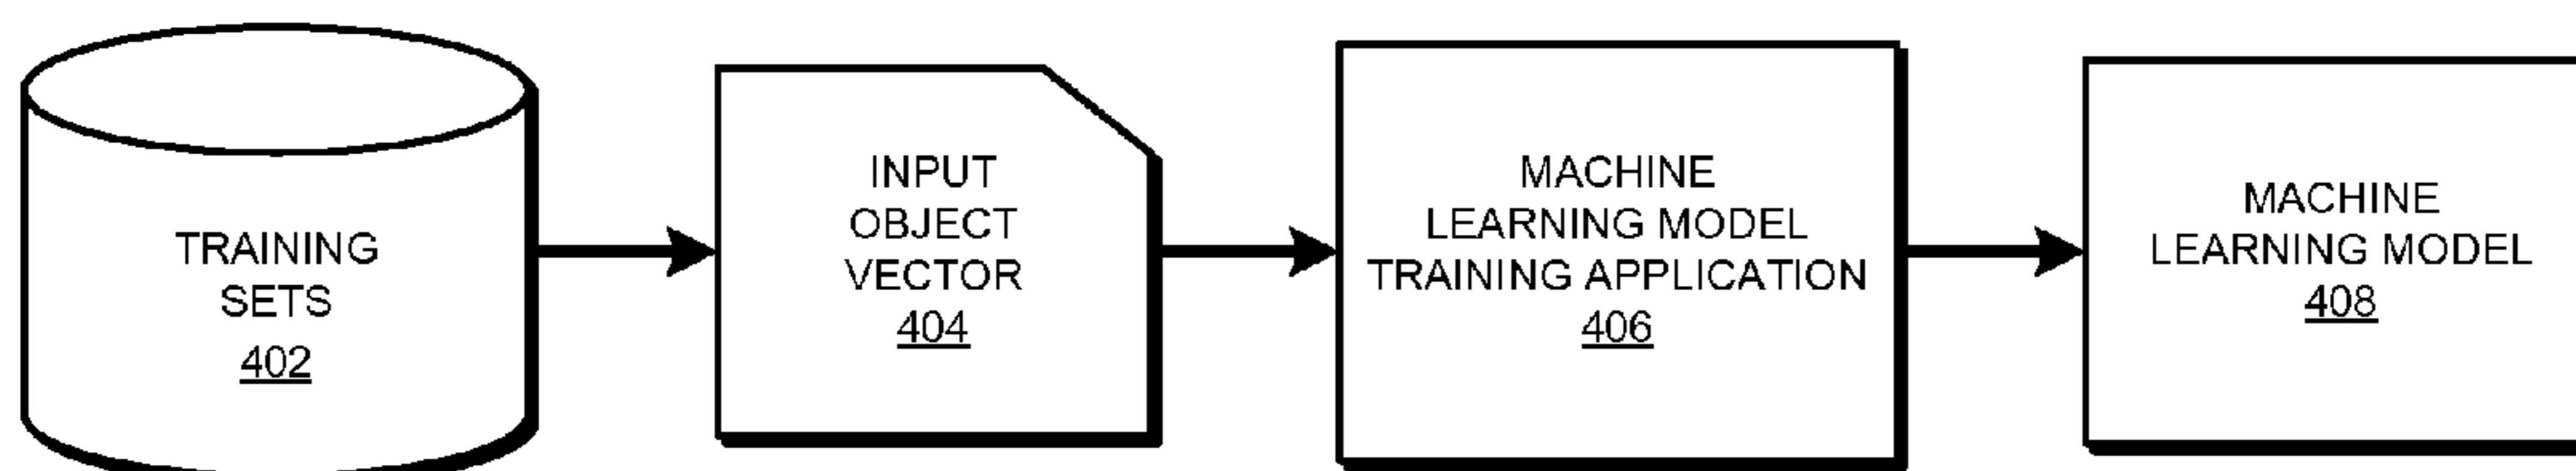 TRAINING
SETS
402
INPUT
OBJECT
VECTOR
404
MACHINE
LEARNING MODEL
TRAINING APPLICATION
406
MACHINE
LEARNING MODEL
408